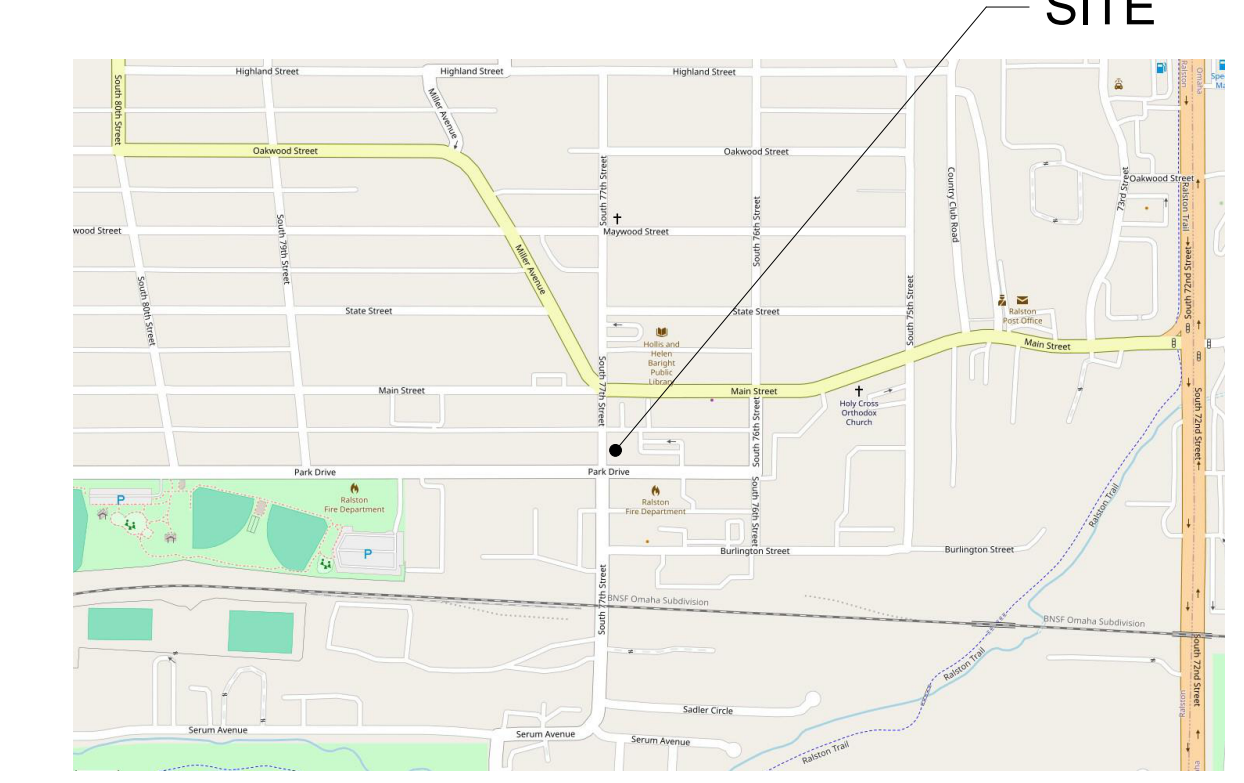 SITE
Highland Street
Highland Street
Highland Street
South 80th Street
Miller Avenue
Ralston
Omaha
Oakwood Street
Oakwood Street
Oakwood Street
South 77th Street
South 76th Street
Country Club Road
73rd Street
Ralston Trail
wood Street
South 79th Street
Maywood Street
Miller Avenue
South 72nd Street
South 80th Street
State Street
State Street
South 75th Street
Ralston
Post Office
Hollis and
Helen
Baright
Public
Library
Main Street
South 77th Street
Main Street
Main Street
Holy Cross
Orthodox
Church
South 76th Street
South 72nd Street
Park Drive
Park Drive
P
Ralston
Fire Department
Ralston
Fire Department
South 76th Street
Ralston Trail
P
Burlington Street
Burlington Street
South 77th Street
BNSF Omaha Subdivision
BNSF Omaha Subdivision
Ralston Trail
South 72nd Street
Sadler Circle
Ralston
Serum Avenue
Serum Avenue
Serum Avenue
Ralston Trail